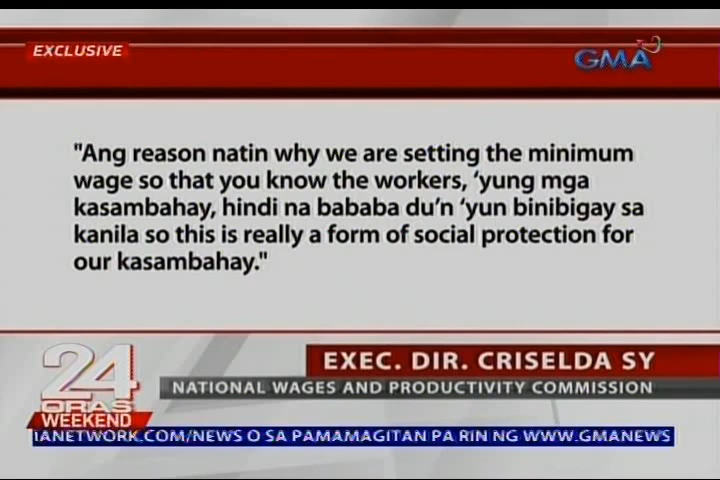 EXCLUSIVE
GMA
"Ang reason natin why we are setting the minimum
wage so that you know the workers, ‘yung mga
kasambahay, hindi na bababa du’n ‘yun binibigay sa
kanila so this is really a form of social protection for
our kasambahay."
EXEC. DIR. CRISELDA SY
NATIONAL WAGES AND PRODUCTIVITY COMMISSION
24
ORAS
WEEKEND
IANETWORK.COM/NEWS O SA PAMAMAGITAN PA RIN NG WWW.GMANEWS